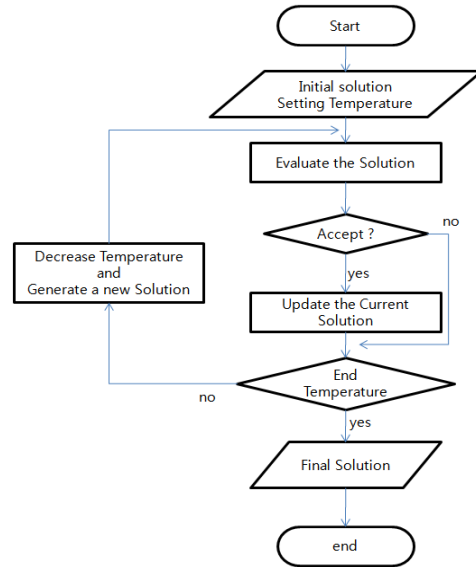 Start
Initial solution
Setting Temperature
Evaluate the Solution
Accept ?
no
yes
Decrease Temperature
and
Generate a new Solution
Update the Current
Solution
End
Temperature
no
yes
Final Solution
end